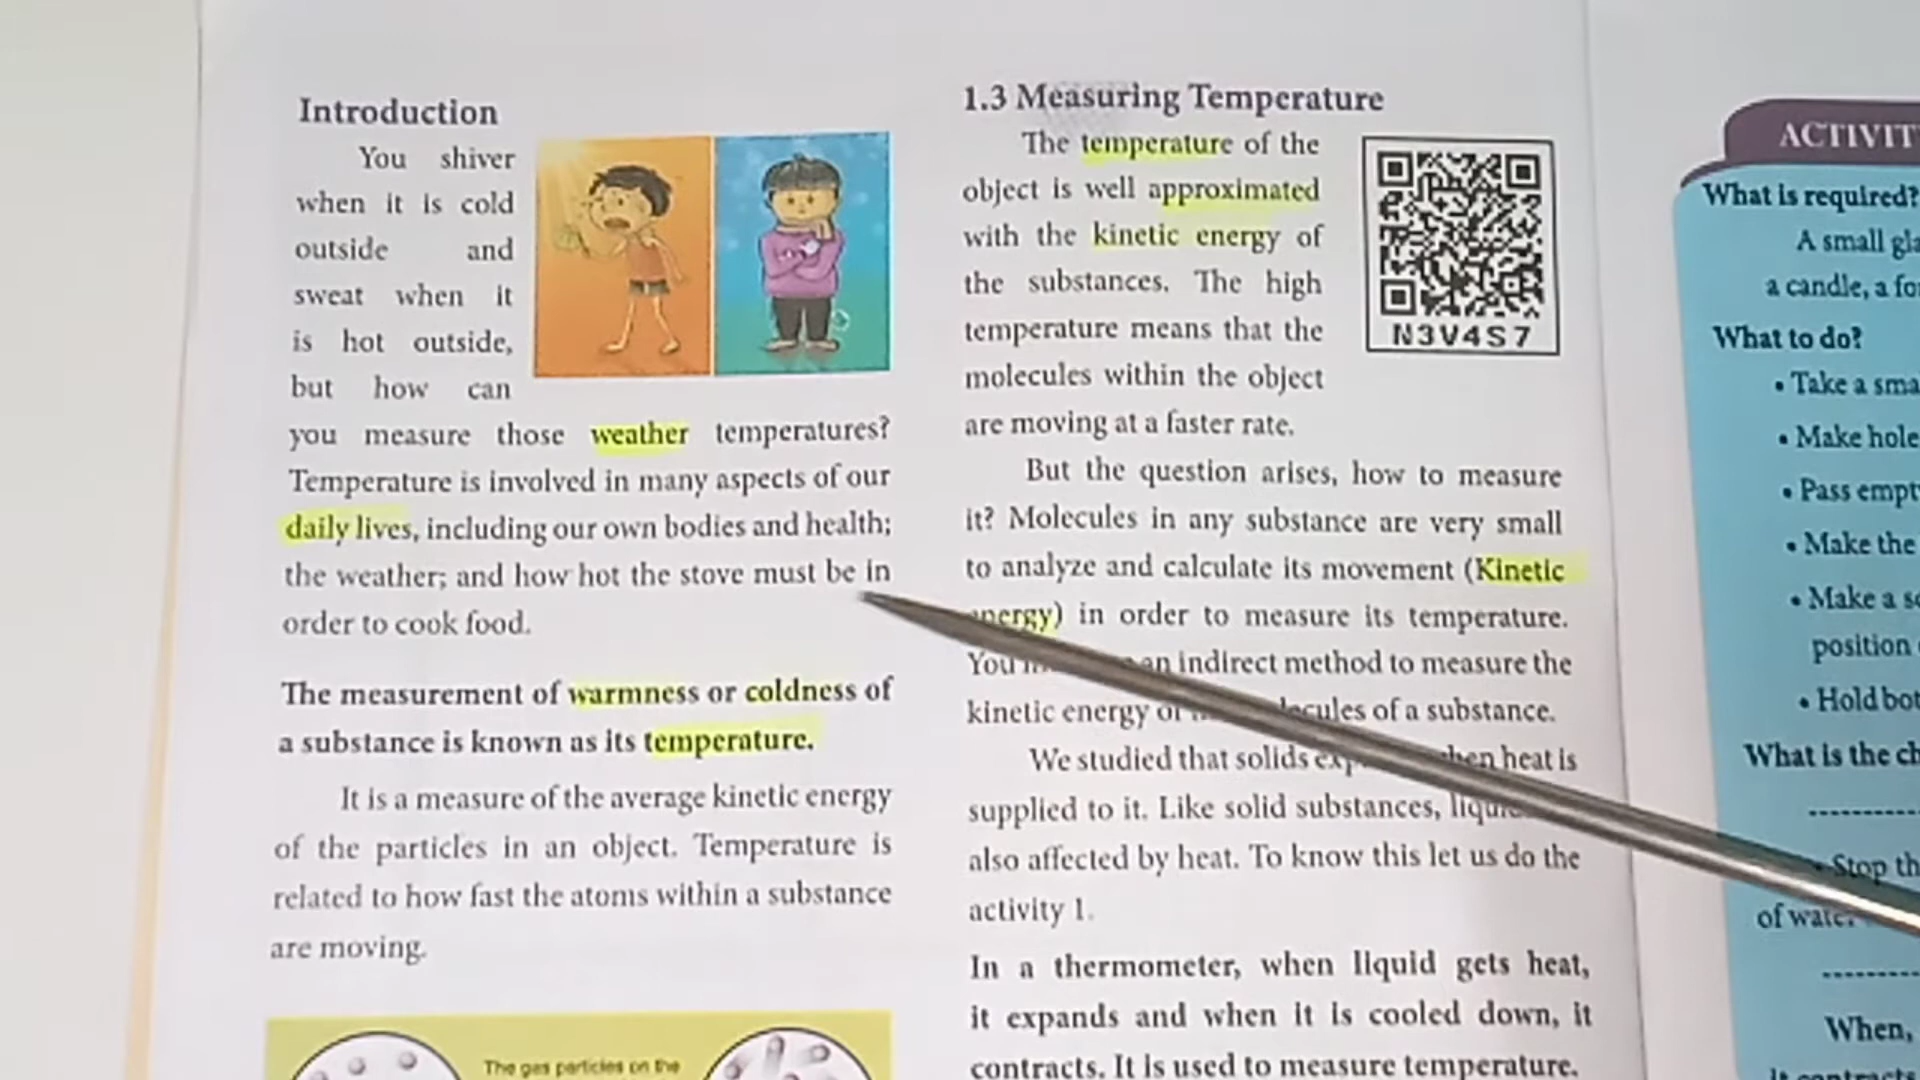 Introduction
You shiver
when it is cold
outside and
sweat when it
is hot outside,
but how can
you measure those weather temperatures?
Temperature is involved in many aspects of our
daily lives, including our own bodies and health;
the weather; and how hot the stove must be in
order to cook food.
The measurement of warmness or coldness of
a substance is known as its temperature.
It is a measure of the average kinetic energy
of the particles in an object. Temperature is
related to how fast the atoms within a substance
are moving.
The gas particles on the
1.3 Measuring Temperature
The temperature of the
object is well approximated
with the kinetic energy of
the substances. The high
temperature means that the
molecules within the object
are moving at a faster rate.
N3V4S7
But the question arises, how to measure
it? Molecules in any substance are very small
to analyze and calculate its movement (Kinetic
energy) in order to measure its temperature.
You an indirect method to measure the
kinetic energy of of a substance.
We studied that solids when heat is
supplied to it. Like solid substances,
also affected by heat. To know this let us do the
activity 1.
In a thermometer, when liquid gets heat,
it expands and when it is cooled down, it
contracts. It is used to measure temperature.
ACTIVIT
What is required?
A small gla
a candle, a fo
What to do?
• Take a sma
• Make hole
• Pass empt
• Make the
• Make a s
position
• Hold bot
What is the ch
• Stop th
of water.
When,
it contracts